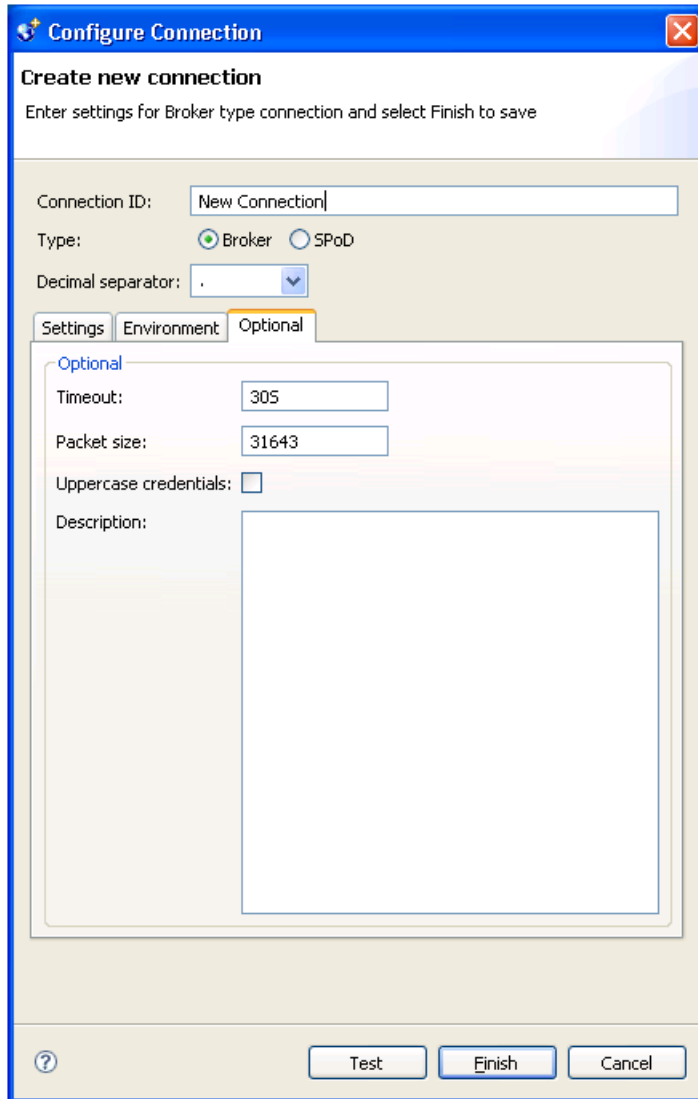 Configure Connection
Create new connection
Enter settings for Broker type connection and select Finish to save
Connection ID: New Connection
Type: Broker SPoD
Decimal separator: .
Settings Environment Optional
Optional
Timeout: 305
Packet size: 31643
Uppercase credentials:
Description:
? Test Finish Cancel